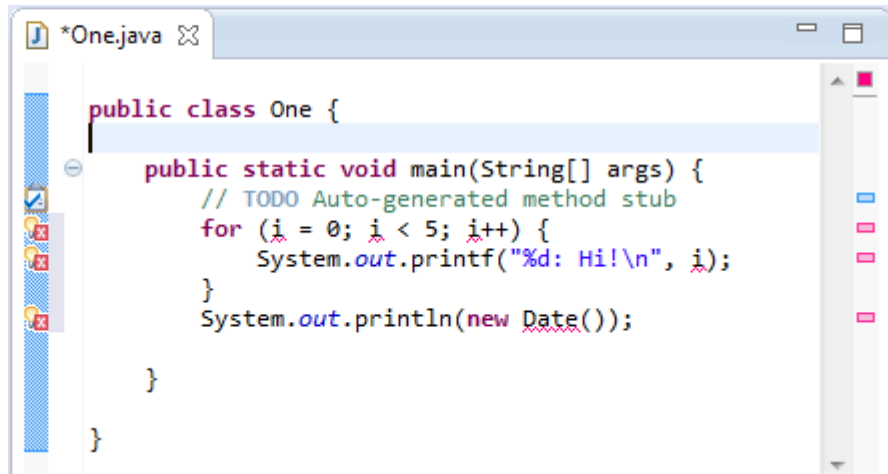 *One.java
public class One {
public static void main(String[] args) {
// TODO Auto-generated method stub
for (i = 0; i < 5; i++) {
System.out.printf("%d: Hi!\n", i);
}
System.out.println(new Date());
}
}